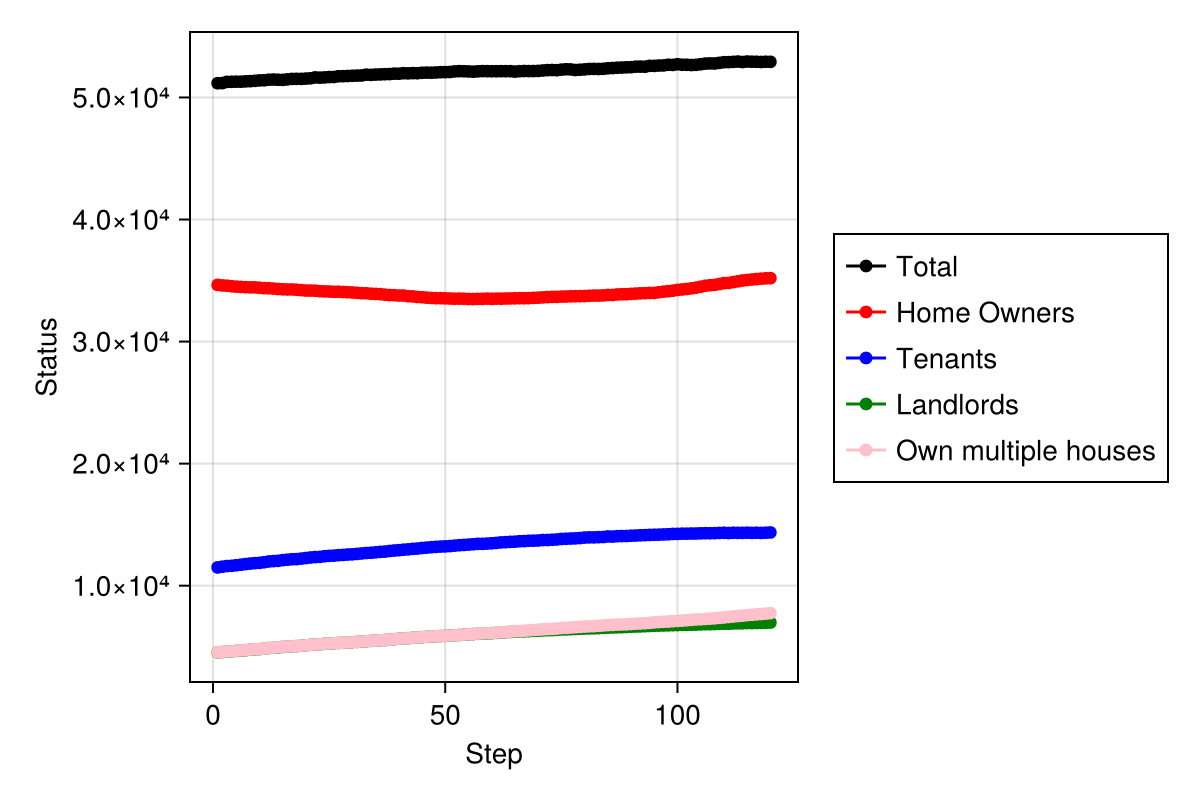 5.0×10⁴
4.0×10⁴
3.0×10⁴
2.0×10⁴
1.0×10⁴
Status
0 50 100
Step
Total
Home Owners
Tenants
Landlords
Own multiple houses